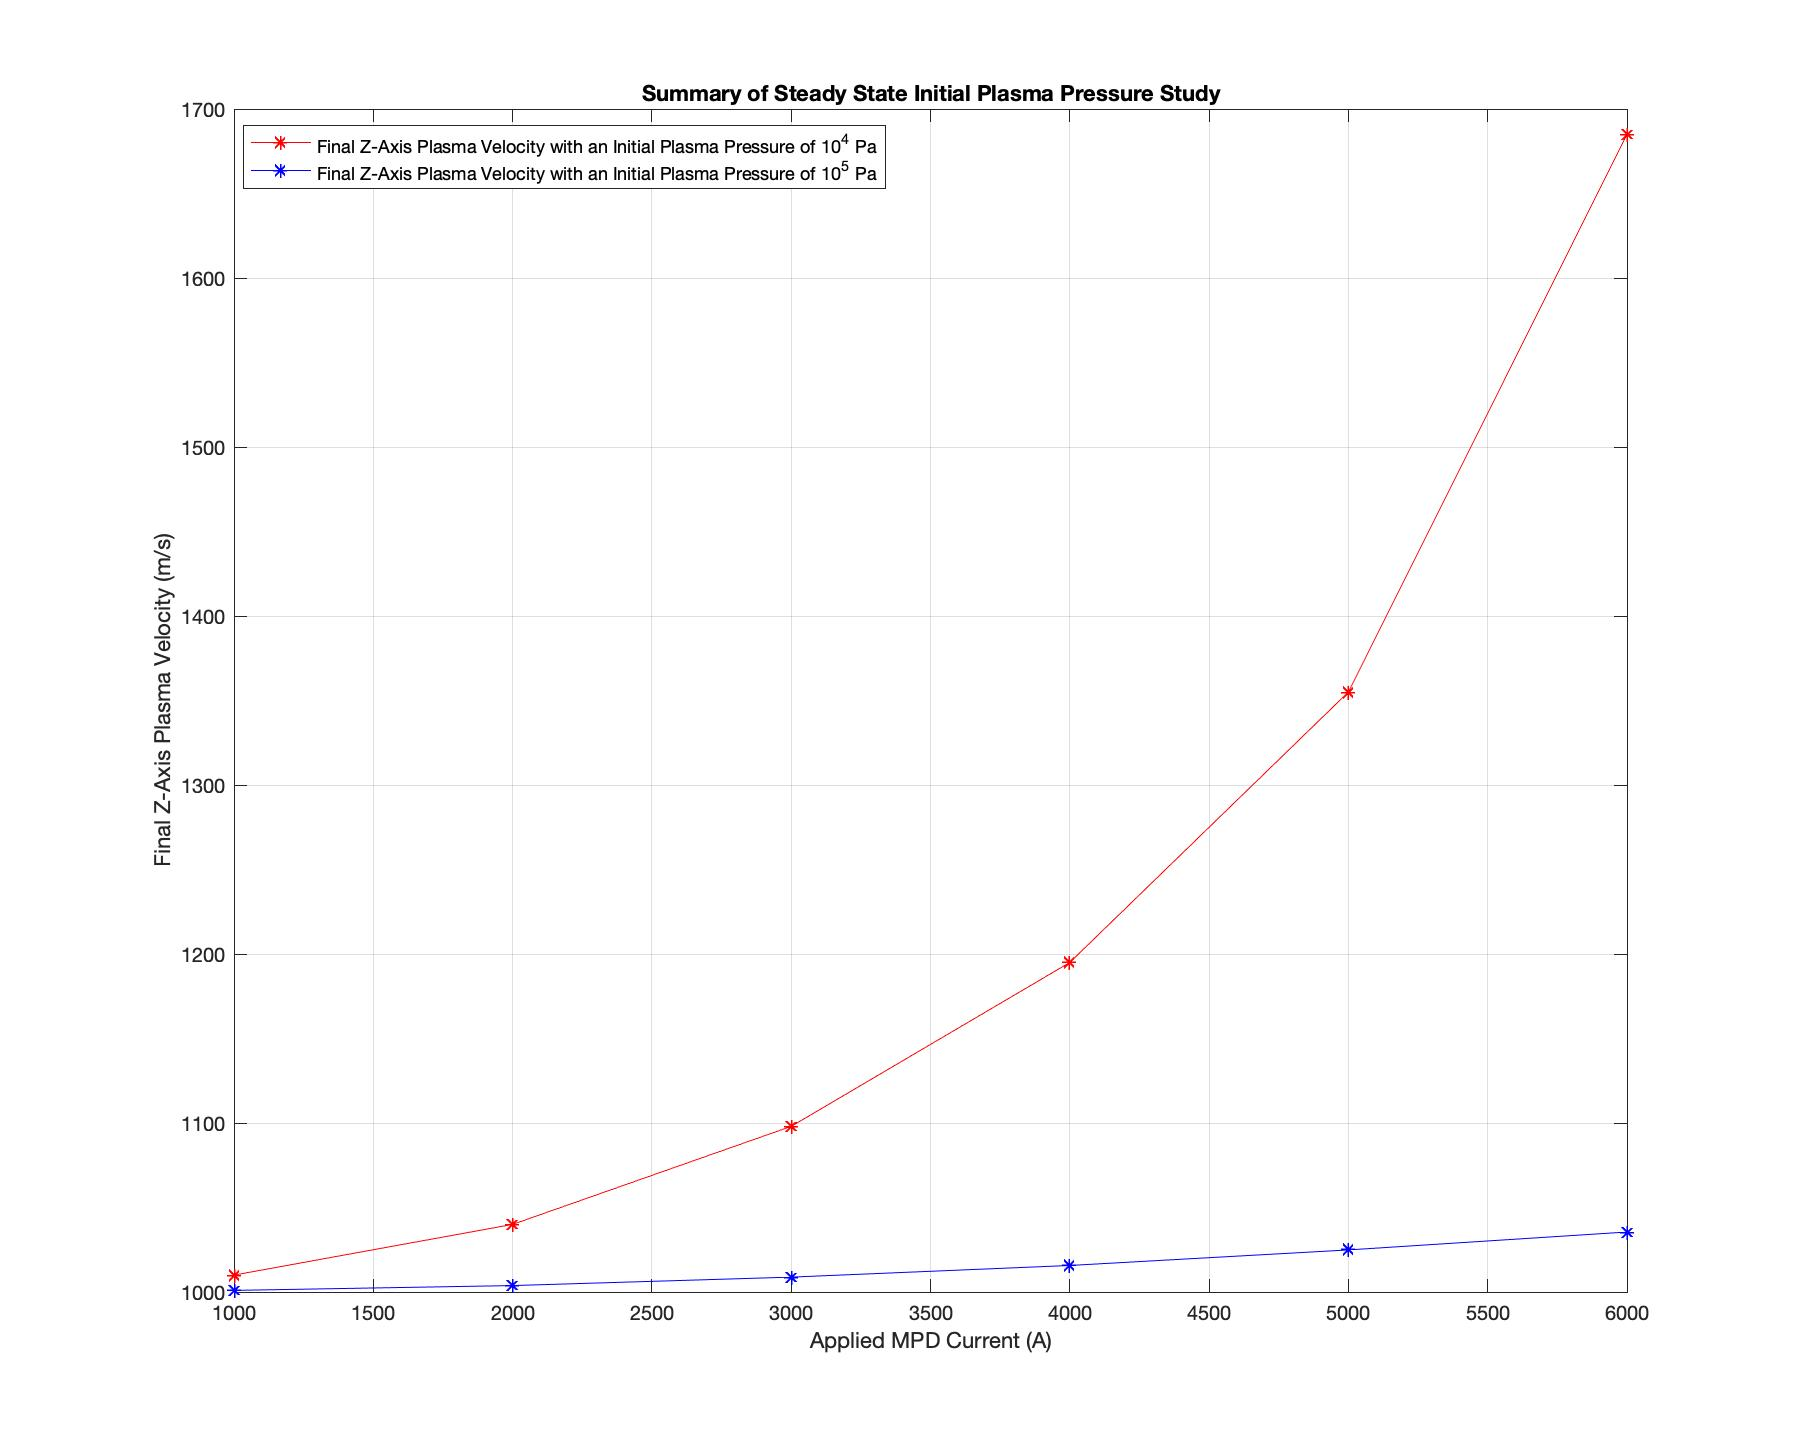 Summary of Steady State Initial Plasma Pressure Study
Final Z-Axis Plasma Velocity with an Initial Plasma Pressure of 10^4 Pa
Final Z-Axis Plasma Velocity with an Initial Plasma Pressure of 10^5 Pa
1700
1600
1500
1400
1300
1200
1100
1000
Final Z-Axis Plasma Velocity (m/s)
1000 1500 2000 2500 3000 3500 4000 4500 5000 5500 6000
Applied MPD Current (A)